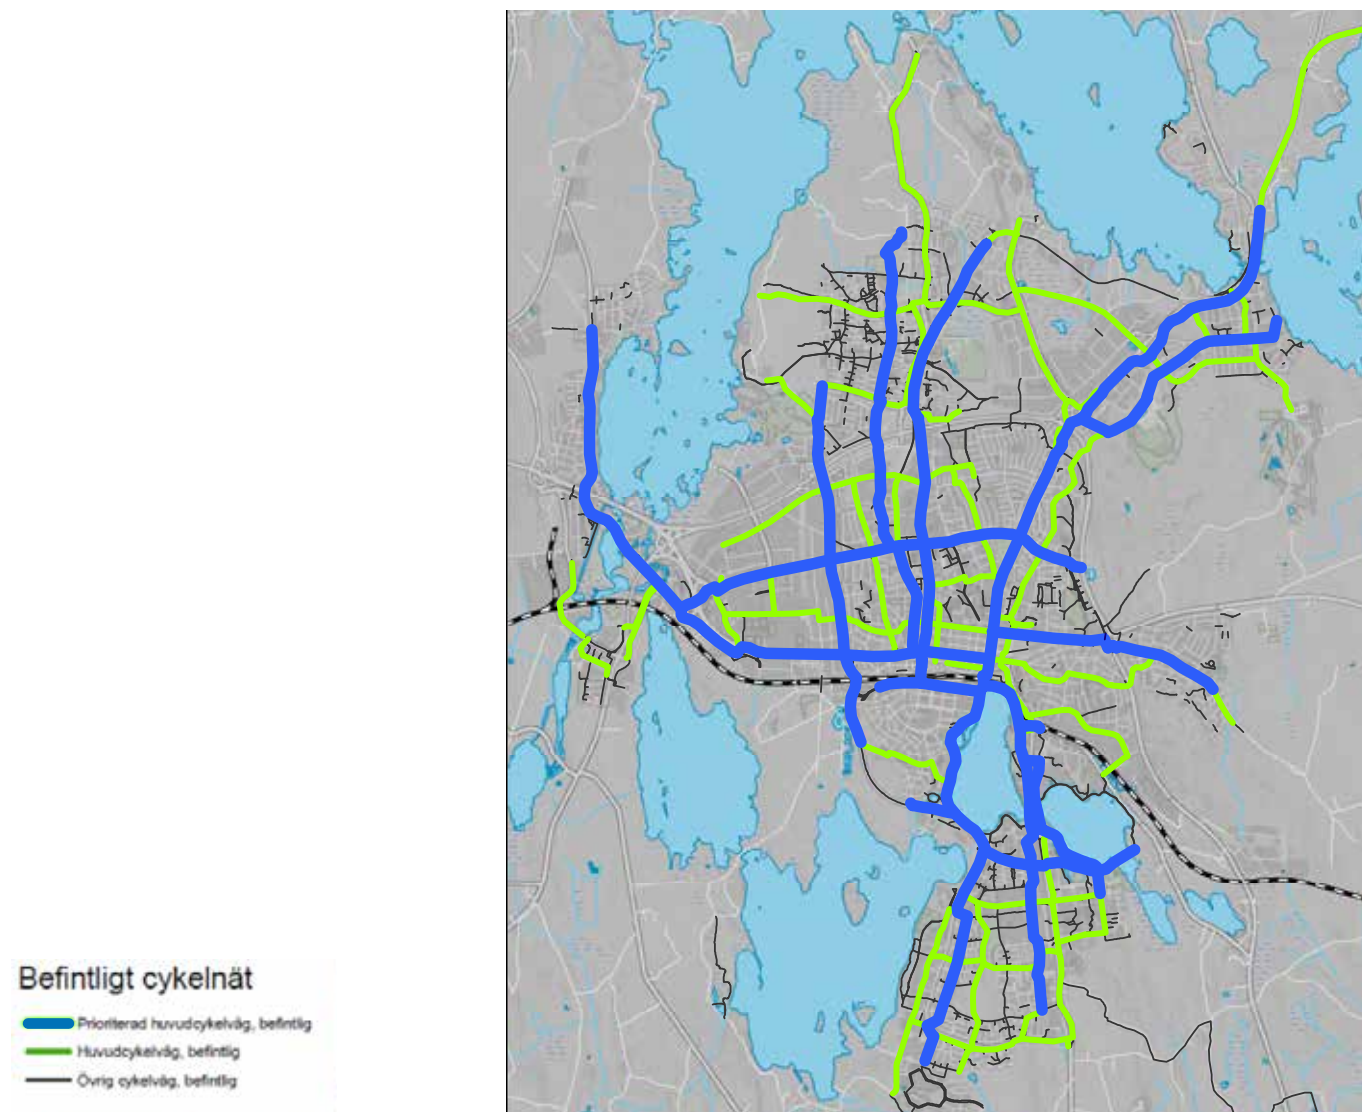 Befintligt cykelnät
Prioriterad huvudcykelväg, befintlig
Huvudcykelväg, befintlig
Övrig cykelväg, befintlig